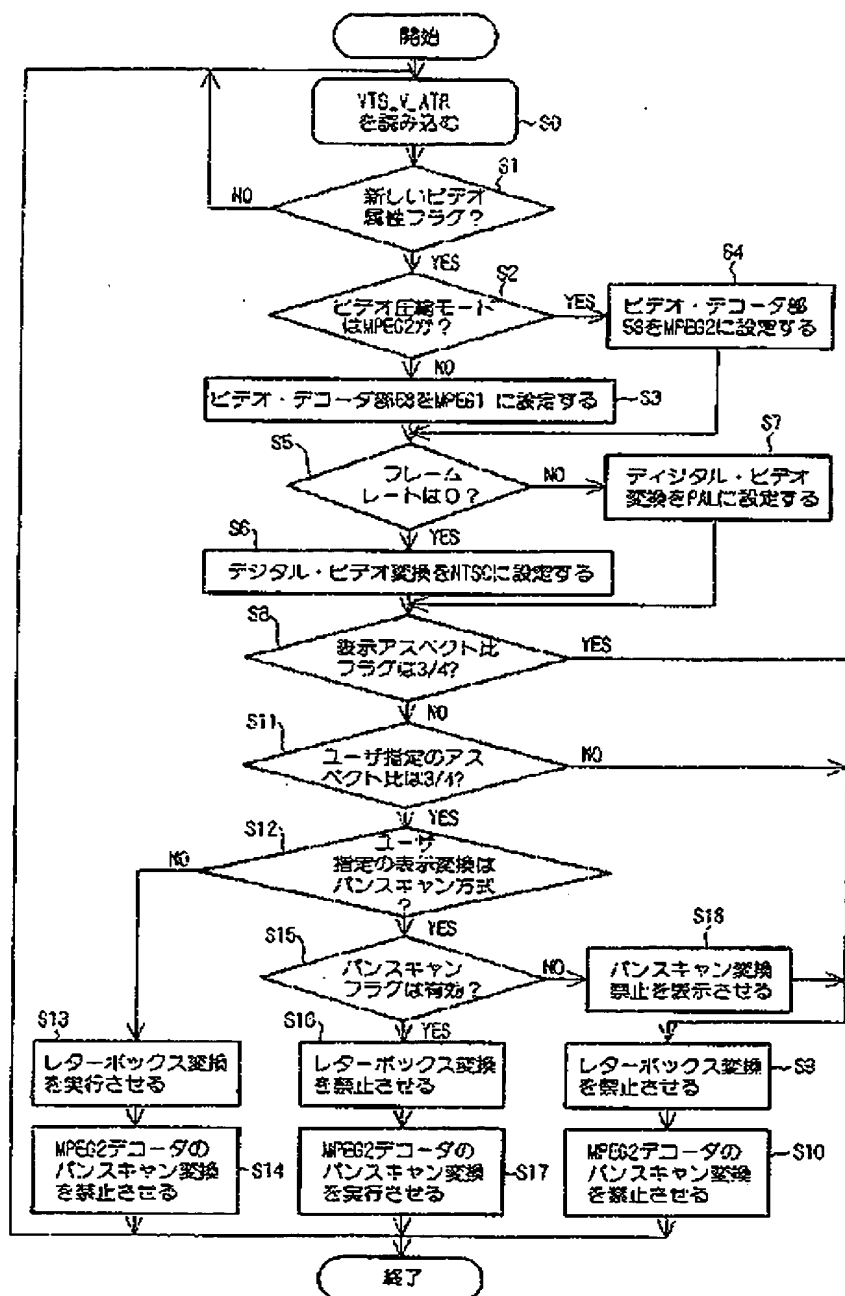 開始
VTS_V_ATR
を読み込む
S0
S1
NO
新しいビデオ
属性フラグ?
YES
S2
S4
ビデオ圧縮モード
はMPEG2か?
YES
ビデオ・デコーダ部
58をMPEG2に設定する
NO
ビデオ・デコーダ部58をMPEG1 に設定する
S3
S5
S7
フレーム
レートは0?
NO
ディジタル・ビデオ
変換をPALに設定する
S6
YES
デジタル・ビデオ変換をNTSCに設定する
S8
表示アスペクト比
フラグは3/4?
YES
NO
S11
ユーザ指定のアス
ペクト比は3/4?
NO
YES
S12
NO
ユーザ
指定の表示変換は
パンスキャン方式
?
YES
S15
S18
パンスキャン
フラグは有効?
NO
パンスキャン変換
禁止を表示させる
S13
S16
YES
レターボックス変換
を実行させる
レターボックス変換
を禁止させる
レターボックス変換
を禁止させる
S9
MPEG2デコーダの
パンスキャン変換
を禁止させる
S14
MPEG2デコーダの
パンスキャン変換
を実行させる
S17
MPEG2デコーダの
パンスキャン変換
を禁止させる
S10
終了